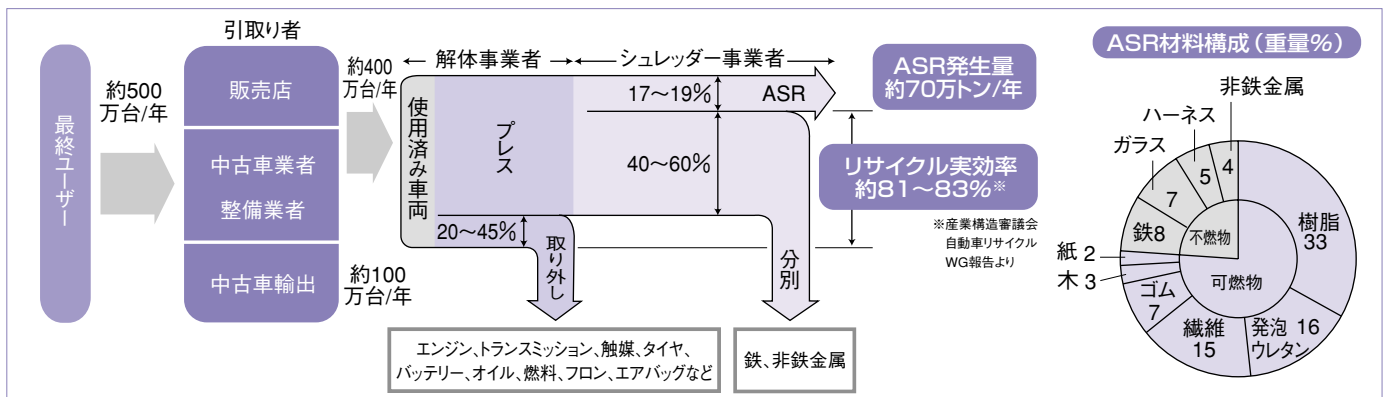 最終ユーザー
約500
万台/年
引取り者
販売店
中古車業者
整備業者
中古車輸出
約400
万台/年
約100
万台/年
解体事業者
シュレッダー事業者
使用済み車両
プレス
17〜19%
ASR
40〜60%
20〜45%
取り外し
分別
エンジン、トランスミッション、触媒、タイヤ、
バッテリー、オイル、燃料、フロン、エアバッグなど
鉄、非鉄金属
ASR発生量
約70万トン/年
リサイクル実効率
約81〜83%※
※産業構造審議会
自動車リサイクル
WG報告より
ASR材料構成（重量%）
非鉄金属
4
ハーネス
5
ガラス
7
鉄8
不燃物
紙 2
木 3
ゴム
7
繊維
15
発泡 16
ウレタン
樹脂
33
可燃物